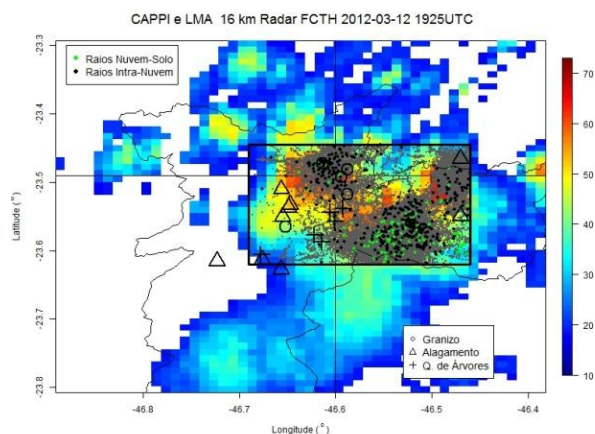 CAPPI e LMA 16 km Radar FCTH 2012-03-12 1925UTC
Raios Nuvem-Solo
Raios Intra-Nuvem
Latitude (°)
-23.3
-23.4
-23.5
-23.6
-23.7
-23.8
70
60
50
40
30
20
10
Granizo
Alagamento
Q. de Árvores
-46.8 -46.7 -46.6 -46.5 -46.4
Longitude (°)